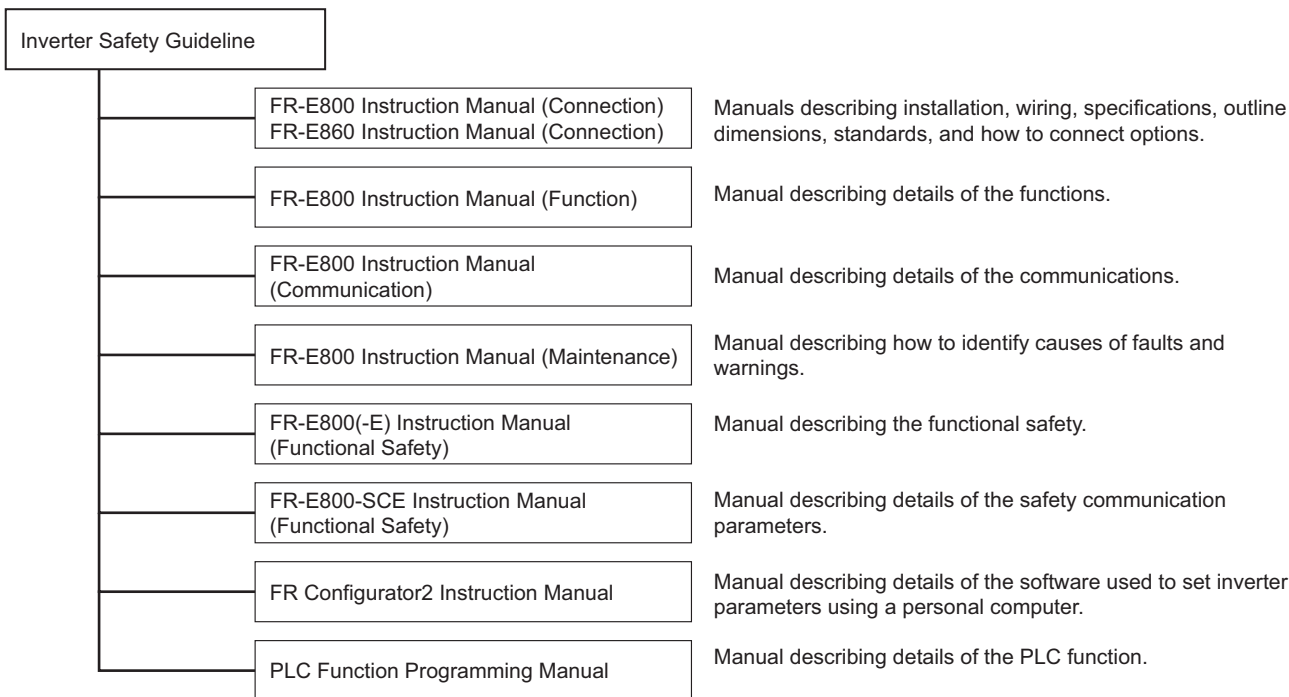 Inverter Safety Guideline
FR-E800 Instruction Manual (Connection)
FR-E860 Instruction Manual (Connection)
Manuals describing installation, wiring, specifications, outline
dimensions, standards, and how to connect options.
FR-E800 Instruction Manual (Function)
Manual describing details of the functions.
FR-E800 Instruction Manual
(Communication)
Manual describing details of the communications.
FR-E800 Instruction Manual (Maintenance)
Manual describing how to identify causes of faults and
warnings.
FR-E800(-E) Instruction Manual
(Functional Safety)
Manual describing the functional safety.
FR-E800-SCE Instruction Manual
(Functional Safety)
Manual describing details of the safety communication
parameters.
FR Configurator2 Instruction Manual
Manual describing details of the software used to set inverter
parameters using a personal computer.
PLC Function Programming Manual
Manual describing details of the PLC function.